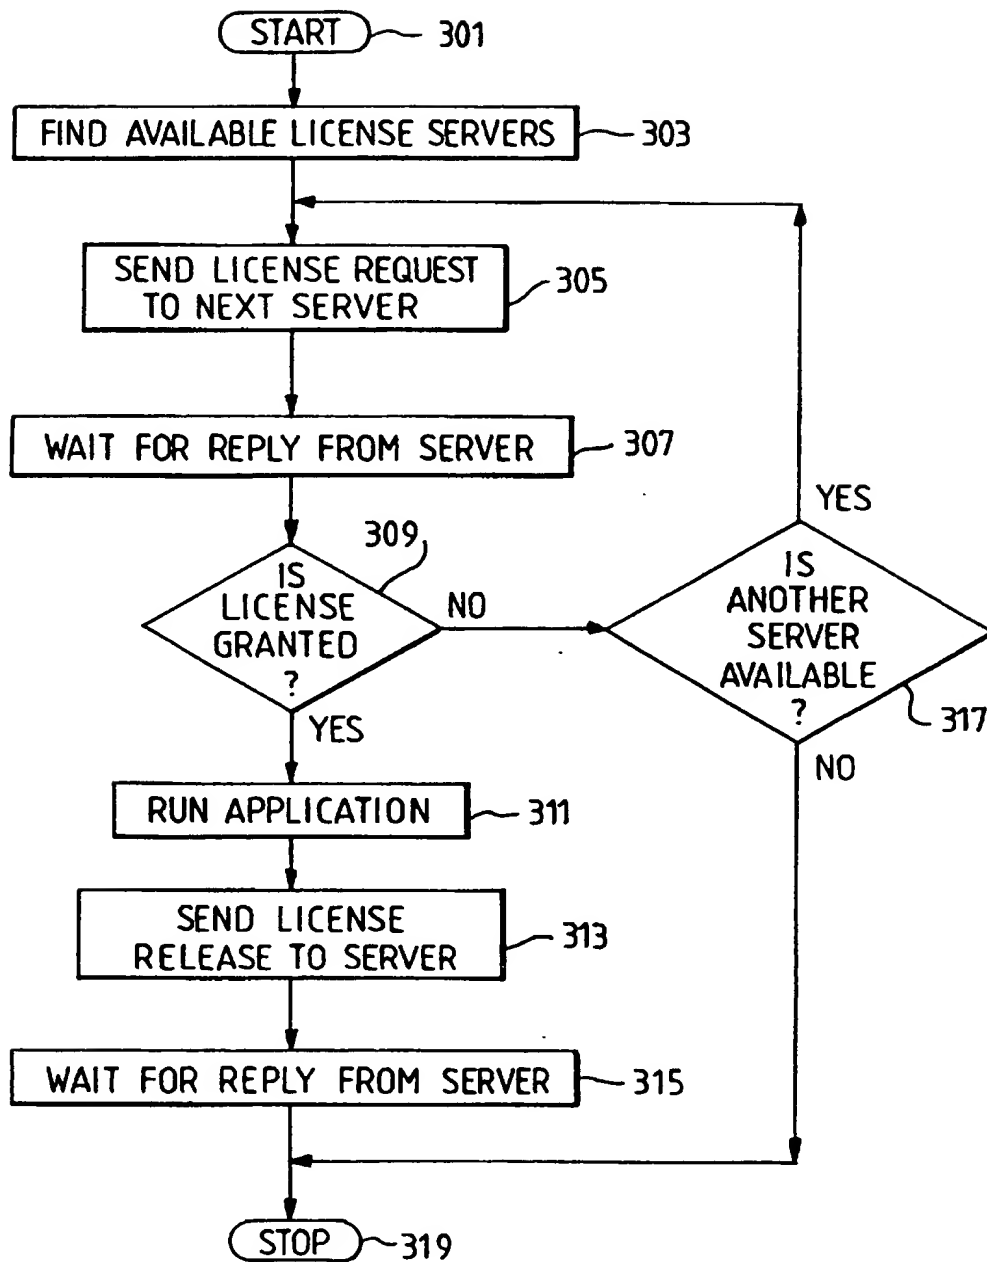 START
301
FIND AVAILABLE LICENSE SERVERS
303
SEND LICENSE REQUEST
TO NEXT SERVER
305
WAIT FOR REPLY FROM SERVER
307
309
IS
LICENSE
GRANTED
?
NO
YES
YES
IS
ANOTHER
SERVER
AVAILABLE
?
317
NO
RUN APPLICATION
311
SEND LICENSE
RELEASE TO SERVER
313
WAIT FOR REPLY FROM SERVER
315
STOP
319